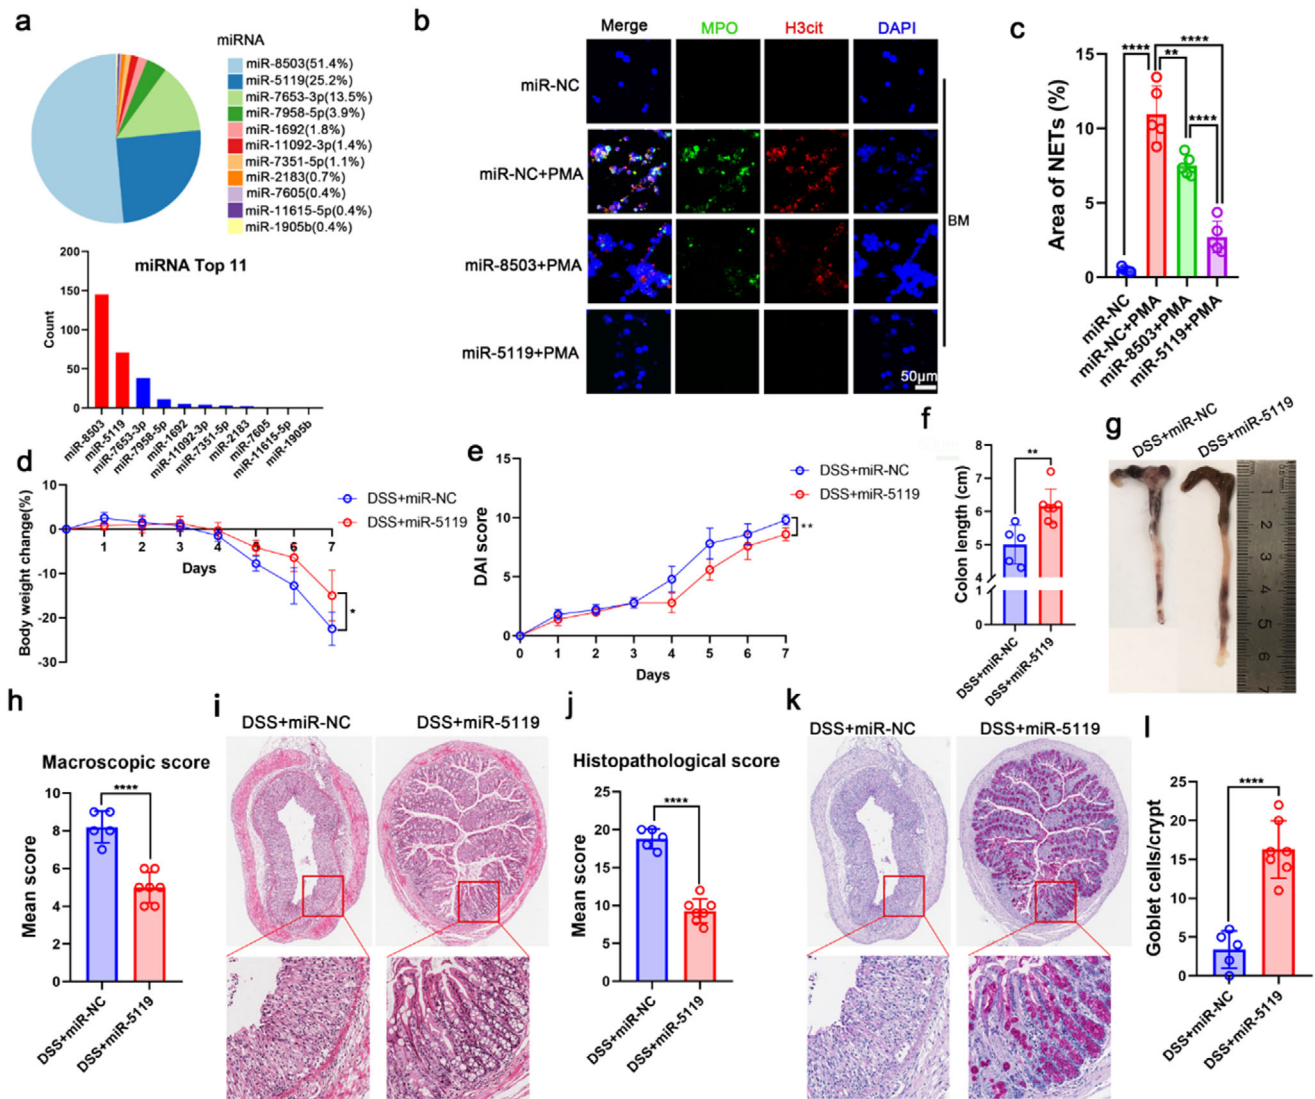 a
miRNA
miR-8503(51.4%)
miR-5119(25.2%)
miR-7653-3p(13.5%)
miR-7958-5p(3.9%)
miR-1692(1.8%)
miR-11092-3p(1.4%)
miR-7351-5p(1.1%)
miR-2183(0.7%)
miR-7605(0.4%)
miR-11615-5p(0.4%)
miR-1905b(0.4%)
miRNA Top 11
Count
200
150
100
50
0
miR-8503
miR-5119
miR-7653-3p
miR-7958-5p
miR-1692
miR-11092-3p
miR-7351-5p
miR-2183
miR-7605
miR-11615-5p
miR-1905b
b
Merge MPO H3cit DAPI
miR-NC
miR-NC+PMA
miR-8503+PMA
miR-5119+PMA
BM
50μm
c
Area of NETs (%)
15
10
5
0
**** ** **** ****
miR-NC
miR-NC+PMA
miR-8503+PMA
miR-5119+PMA
d
Body weight change(%)
10
0
-10
-20
-30
1 2 3 4 5 6 7
Days
DSS+miR-NC
DSS+miR-5119
*
e
DAI score
15
10
5
0
0 1 2 3 4 5 6 7
Days
DSS+miR-NC
DSS+miR-5119
**
f
Colon length (cm)
8
7
6
5
4
1
0
**
DSS+miR-NC
DSS+miR-5119
g
DSS+miR-NC
DSS+miR-5119
1
2
3
4
5
6
7
h
Macroscopic score
Mean score
10
8
6
4
2
0
****
DSS+miR-NC
DSS+miR-5119
i
DSS+miR-NC
DSS+miR-5119
j
Histopathological score
Mean score
25
20
15
10
5
0
****
DSS+miR-NC
DSS+miR-5119
k
DSS+miR-NC
DSS+miR-5119
l
Goblet cells/crypt
25
20
15
10
5
0
****
DSS+miR-NC
DSS+miR-5119